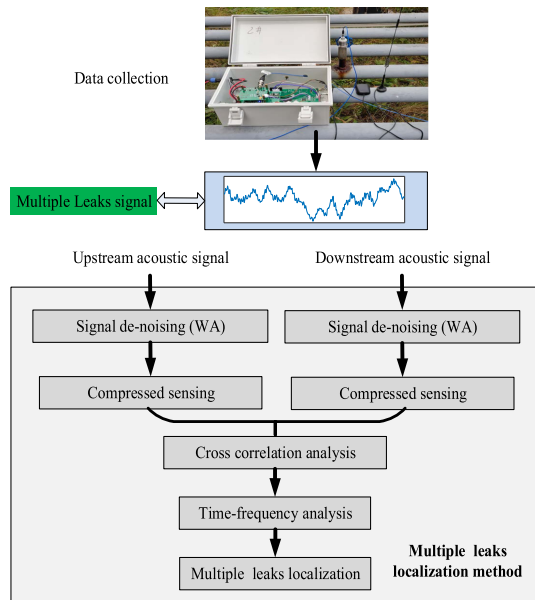 Data collection
Multiple Leaks signal
Upstream acoustic signal
Downstream acoustic signal
Signal de-noising (WA)
Signal de-noising (WA)
Compressed sensing
Compressed sensing
Cross correlation analysis
Time-frequency analysis
Multiple leaks localization
Multiple leaks
localization method